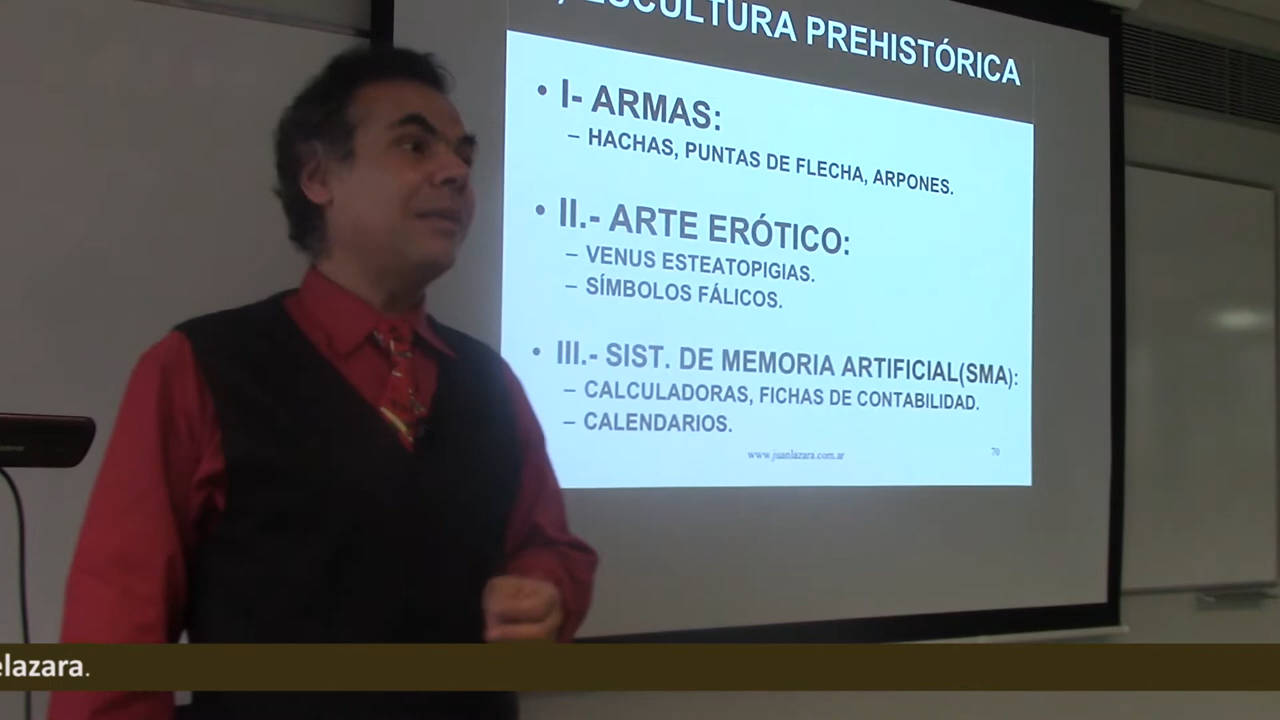 ESCULTURA PREHISTÓRICA
• I- ARMAS:
– HACHAS, PUNTAS DE FLECHA, ARPONES.
• II.- ARTE ERÓTICO:
– VENUS ESTEATOPIGIAS.
– SÍMBOLOS FÁLICOS.
• III.- SIST. DE MEMORIA ARTIFICIAL(SMA):
– CALCULADORAS, FICHAS DE CONTABILIDAD.
– CALENDARIOS.
www.juanlazara.com.ar
70
elazara.